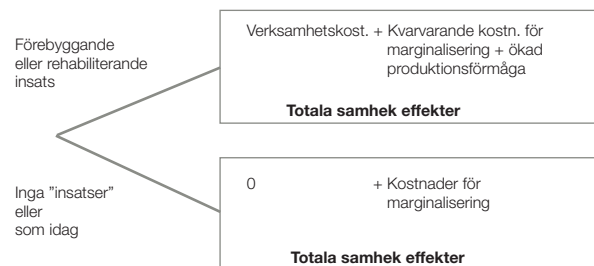 Förebyggande
eller rehabiliterande
insats
Verksamhetskost. + Kvarvarande kostn. för
marginalisering + ökad
produktionsförmåga
Totala samhek effekter
Inga ”insatser”
eller
som idag
0 + Kostnader för
marginalisering
Totala samhek effekter